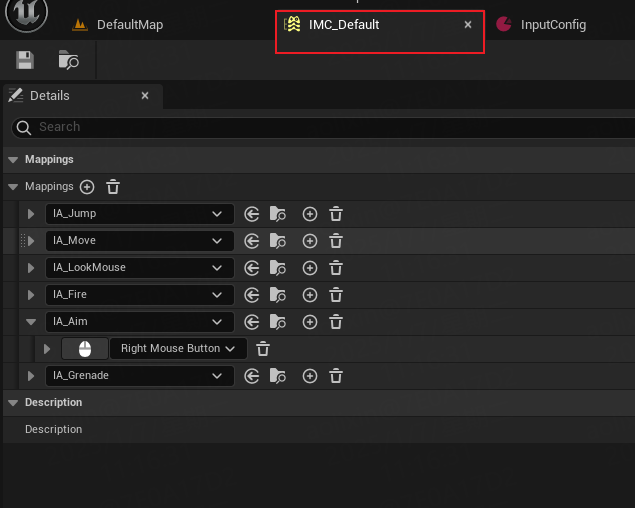 DefaultMap IMC_Default InputConfig
Details
Search
Mappings
Mappings
IA_Jump
IA_Move
IA_LookMouse
IA_Fire
IA_Aim
Right Mouse Button
IA_Grenade
Description
Description